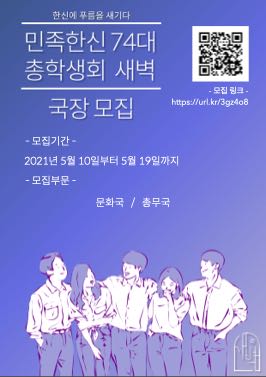 한신에 푸름을 새기다
민족한신 74대
총학생회 새벽
국장 모집
- 모집 링크 -
https://url.kr/3gz4o8
- 모집기간 -
2021년 5월 10일부터 5월 19일까지
- 모집부문 -
문화국 / 총무국